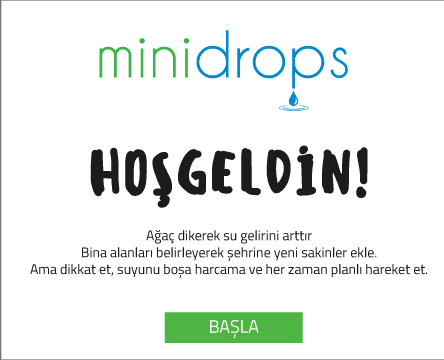 minidrops
HOŞGELDİN!
Ağaç dikerek su gelirini arttır
Bina alanları belirleyerek şehrine yeni sakinler ekle.
Ama dikkat et, suyunu boşa harcama ve her zaman planlı hareket et.
BAŞLA